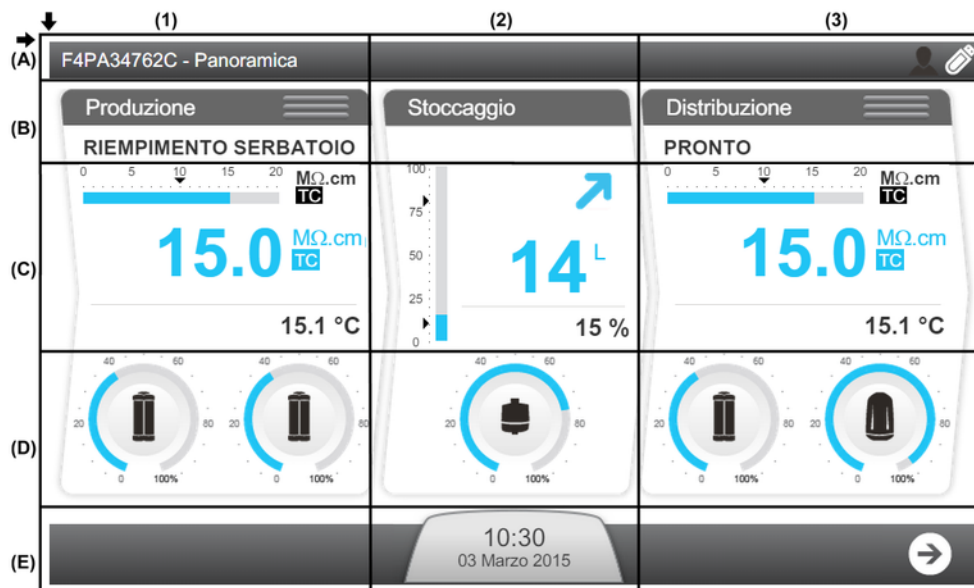 (1) (2) (3)
(A) F4PA34762C - Panoramica
(B) Produzione Stoccaggio Distribuzione
RIEMPIMENTO SERBATOIO PRONTO
0 5 10 15 20 MΩ.cm 100 0 5 10 15 20 MΩ.cm
TC TC
75
(C) 15.0 MΩ.cm TC 50 14 L 15.0 MΩ.cm TC
25
15.1 °C 0 15 % 15.1 °C
40 60 40 60 40 60 40 60 40 60
(D) 20 80 20 80 20 80 20 80 20 80
0 100% 0 100% 0 100% 0 100% 0 100%
10:30
(E) 03 Marzo 2015